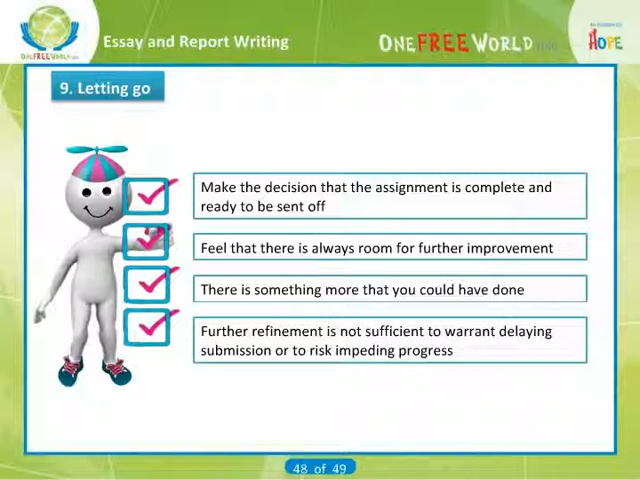 Essay and Report Writing
ONEFREEWORLD
HOPE
ONEFREEWORLD
9. Letting go
Make the decision that the assignment is complete and
ready to be sent off
Feel that there is always room for further improvement
There is something more that you could have done
Further refinement is not sufficient to warrant delaying
submission or to risk impeding progress
48 of 49